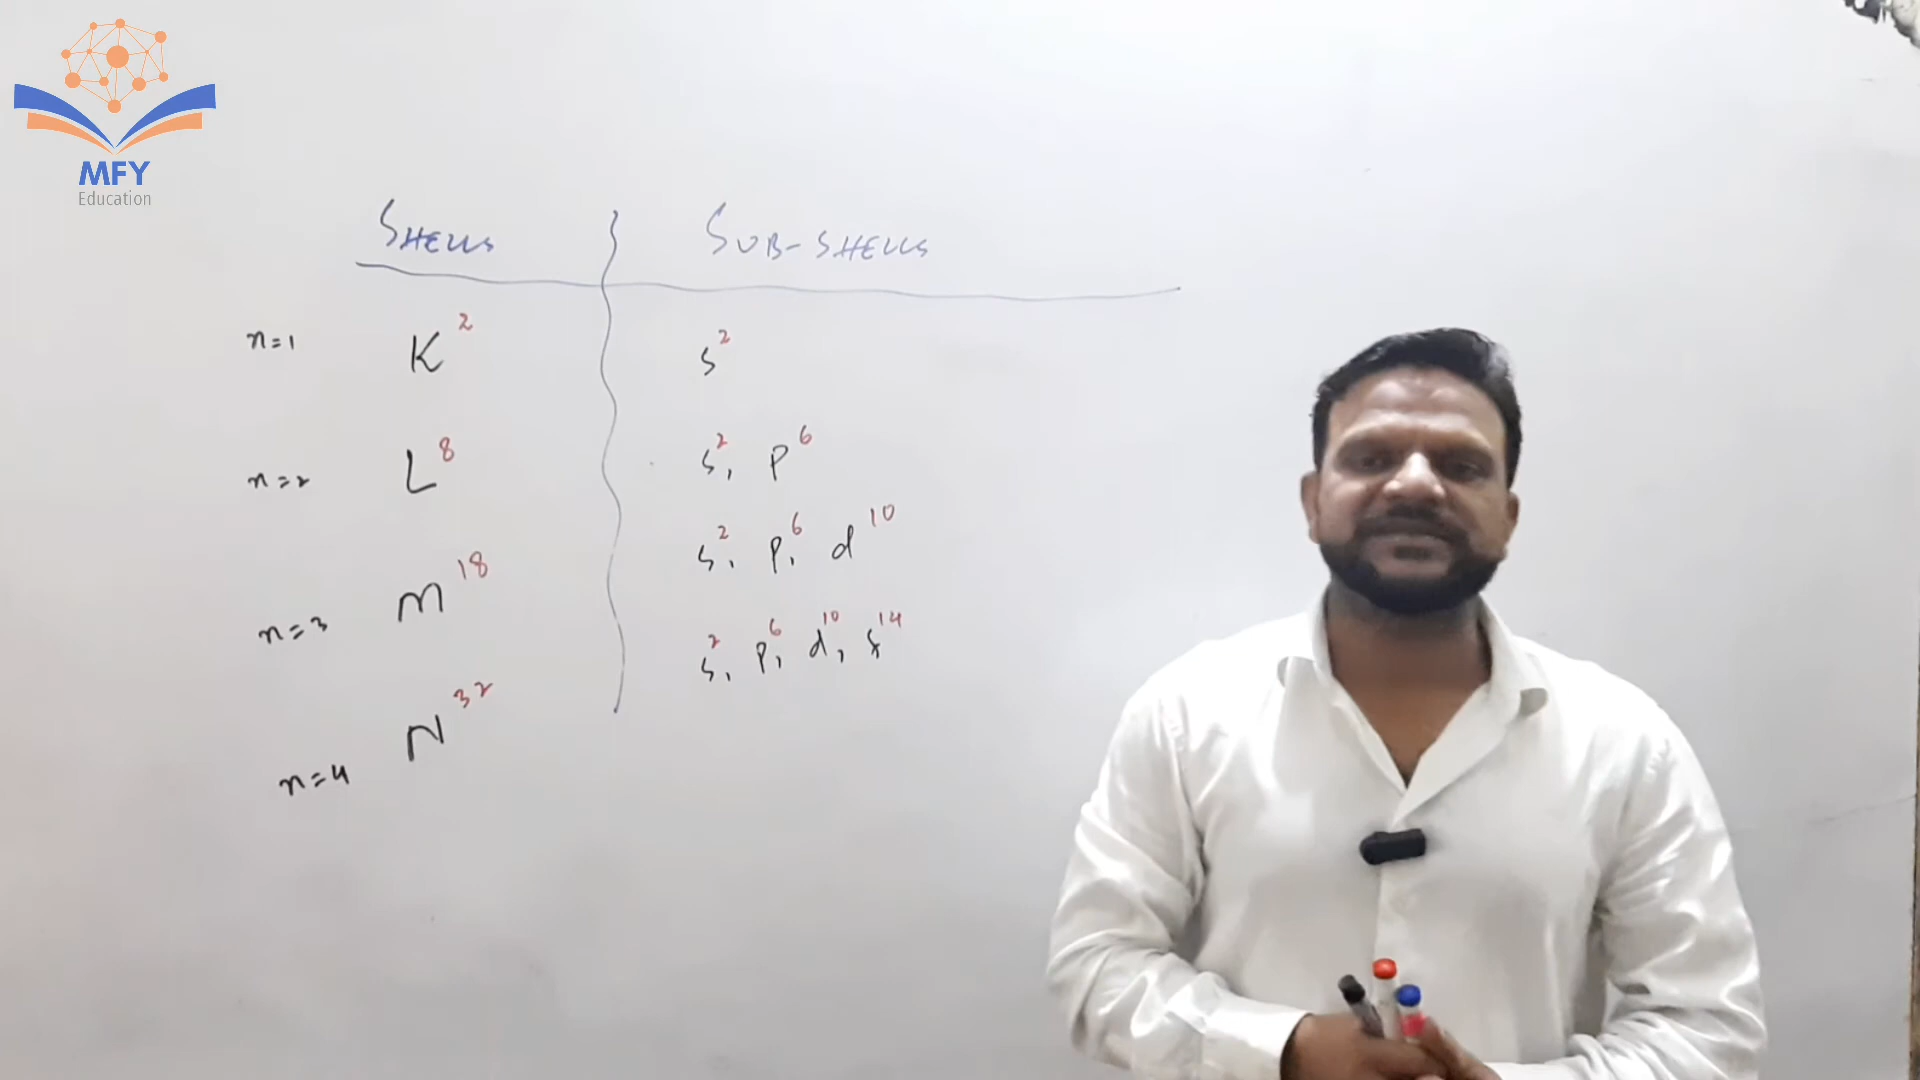 MFY
Education
SHELLS SUB-SHELLS
n=1 K² s²
n=2 L⁸ s², p⁶
n=3 M¹⁸ s², p⁶, d¹⁰
n=4 N³² s², p⁶, d¹⁰, f¹⁴